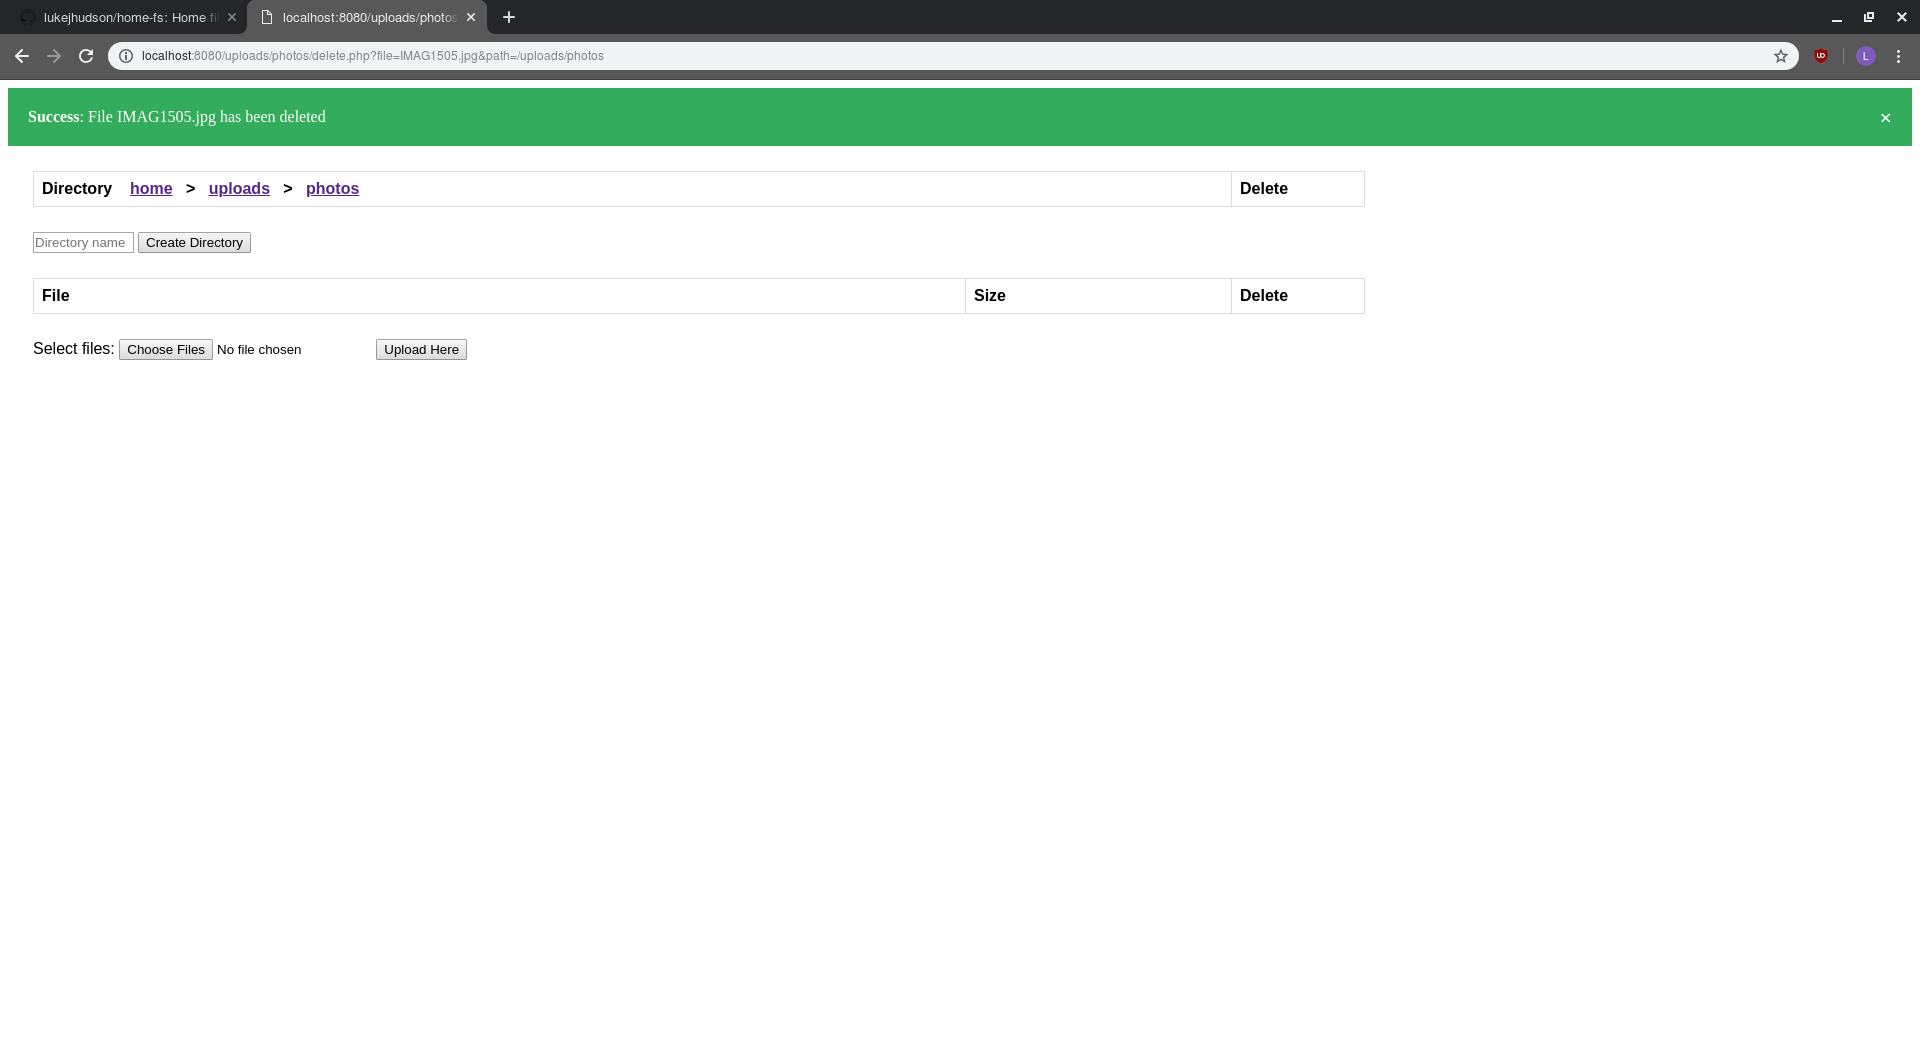 lukejhudson/home-fs: Home fi
localhost:8080/uploads/photos
localhost:8080/uploads/photos/delete.php?file=IMAG1505.jpg&path=/uploads/photos
L
Success: File IMAG1505.jpg has been deleted
Directory home > uploads > photos Delete
Directory name Create Directory
File Size Delete
Select files: Choose Files No file chosen Upload Here